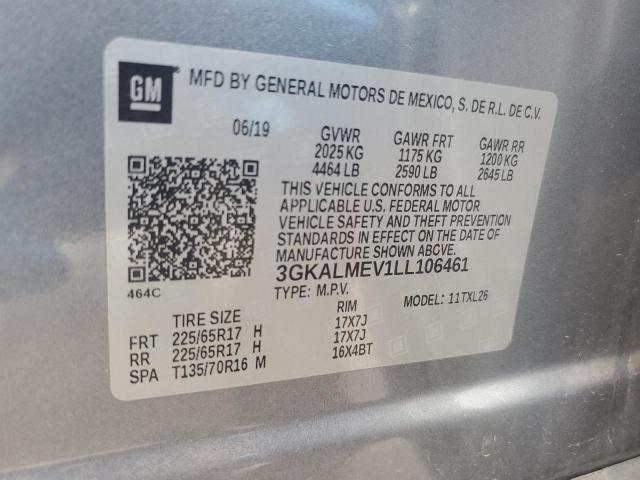 GM
MFD BY GENERAL MOTORS DE MEXICO, S. DE R.L. DE C.V.
06/19 GVWR GAWR FRT GAWR RR
2025 KG 1175 KG 1200 KG
4464 LB 2590 LB 2645 LB
THIS VEHICLE CONFORMS TO ALL
APPLICABLE U.S. FEDERAL MOTOR
VEHICLE SAFETY AND THEFT PREVENTION
STANDARDS IN EFFECT ON THE DATE OF
MANUFACTURE SHOWN ABOVE.
3GKALMEV1LL106461
464C
TYPE: M.P.V. MODEL: 11TXL26
TIRE SIZE RIM
FRT 225/65R17 H 17X7J
RR 225/65R17 H 17X7J
SPA T135/70R16 M 16X4BT